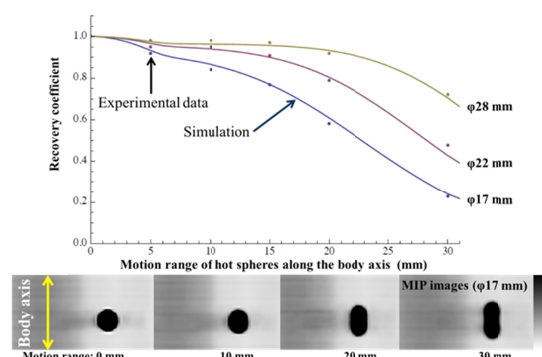 1.0
0.8
0.6
0.4
0.2
0.0
Recovery coefficient
Experimental data
Simulation
φ28 mm
φ22 mm
φ17 mm
0 5 10 15 20 25 30
Motion range of hot spheres along the body axis (mm)
Body axis
MIP images (φ17 mm)
Motion range: 0 mm 10 mm 20 mm 30 mm